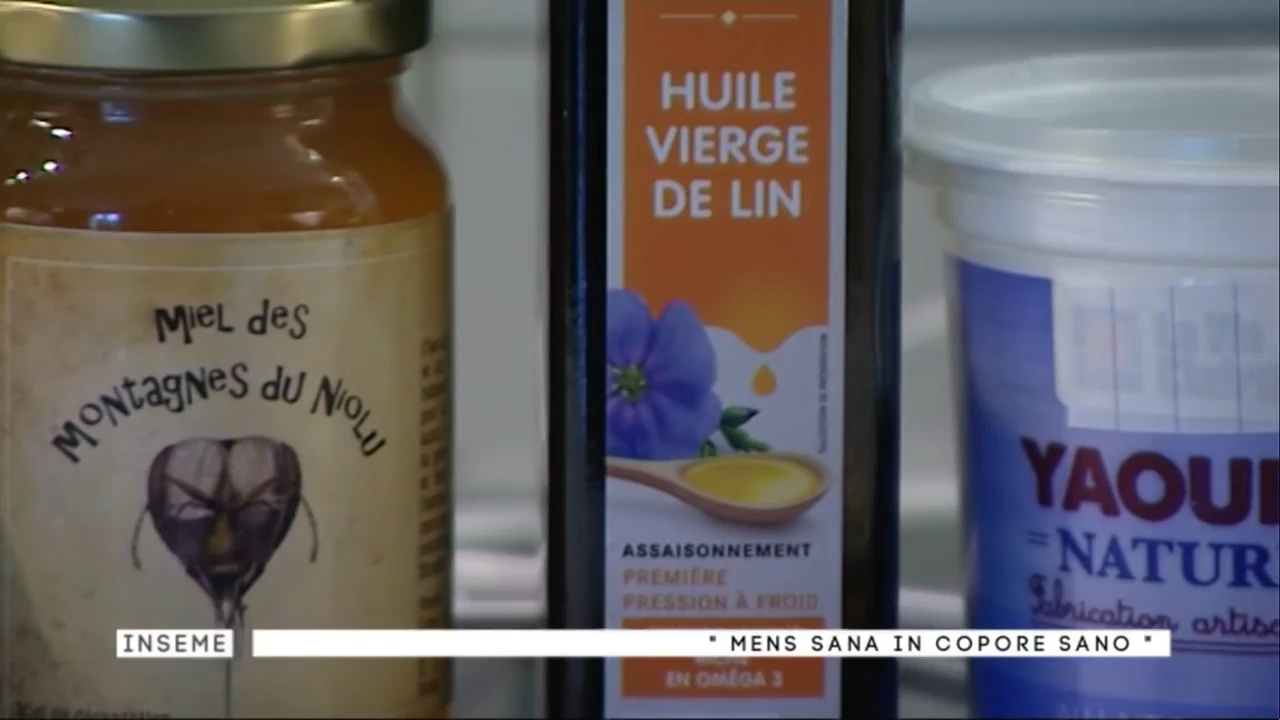 Miel des
Montagnes du Niolu
HUILE
VIERGE
DE LIN
ASSAISONNEMENT
PREMIÈRE
PRESSION À FROID
EN OMÉGA 3
YAOU
NATUR
Fabrication artis
INSEME
" MENS SANA IN COPORE SANO "